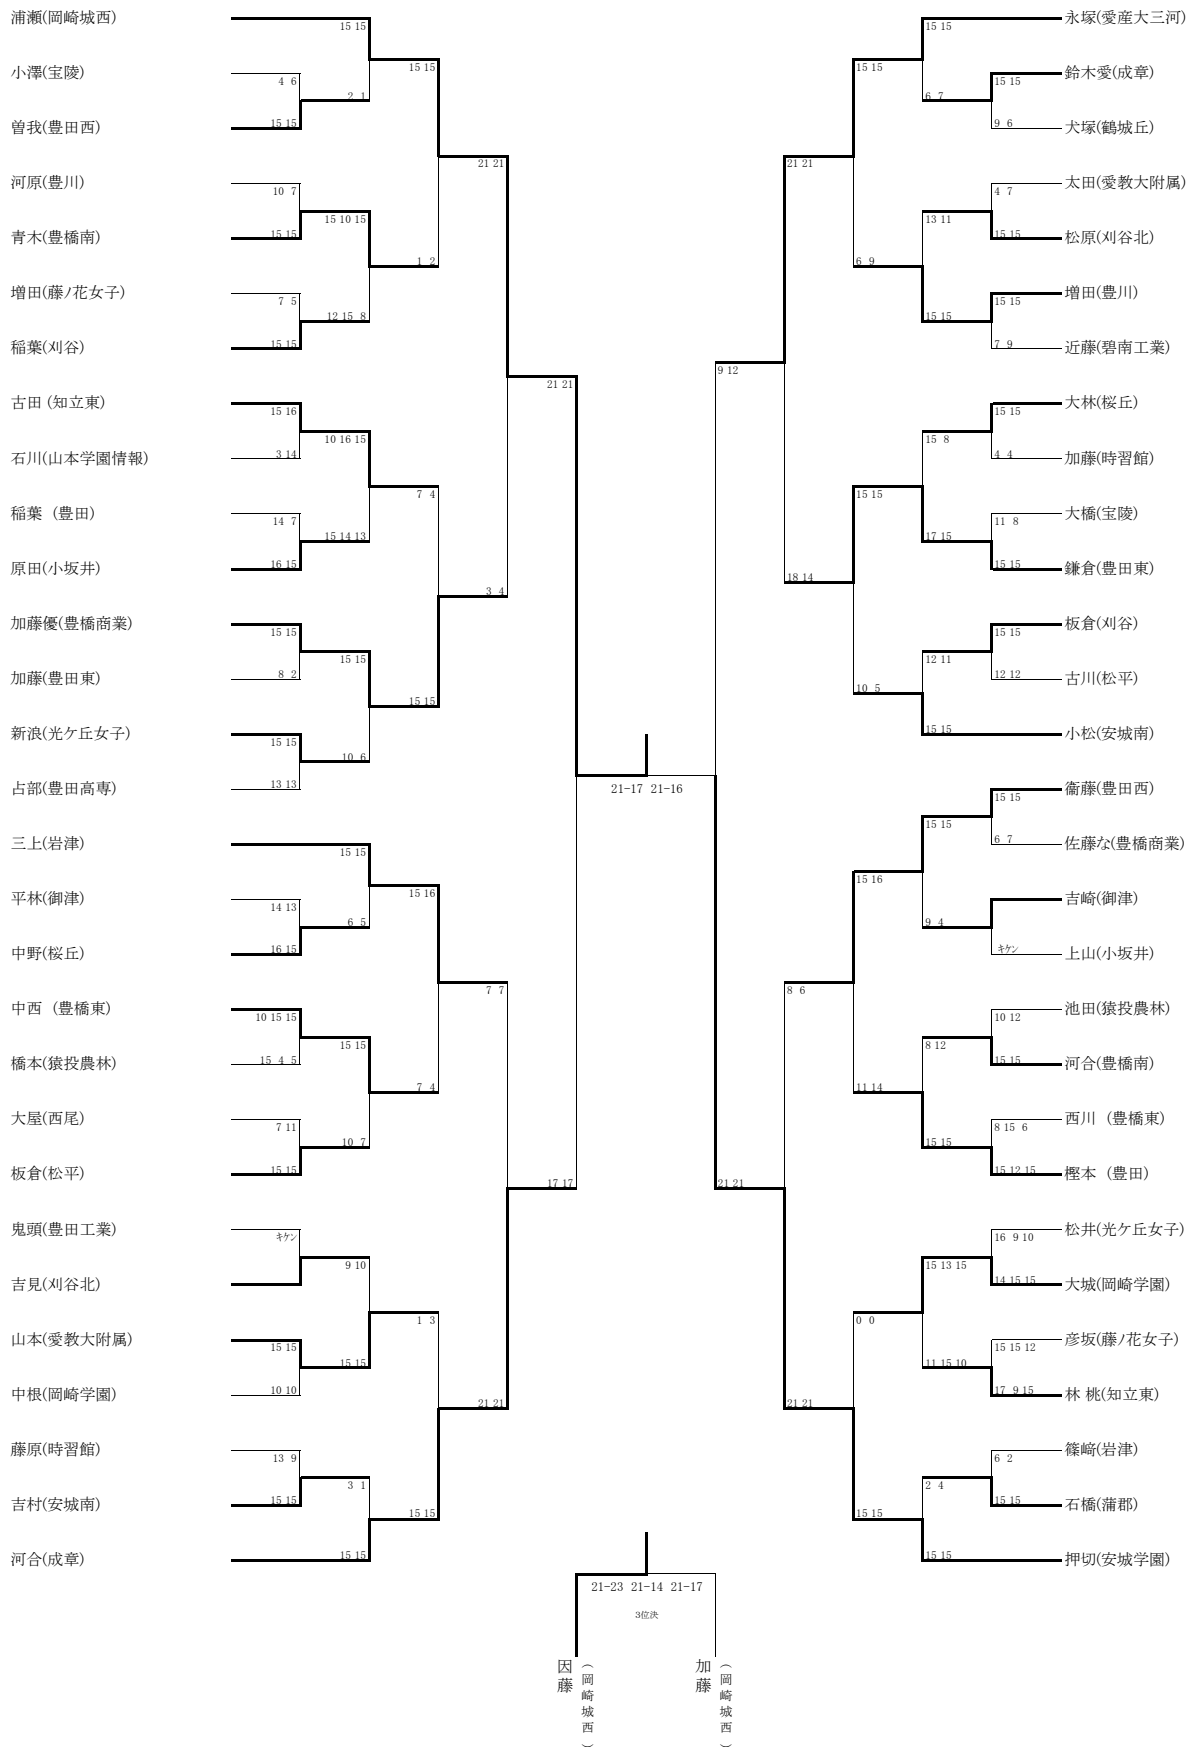 浦瀬(岡崎城西)
15 15
小澤(宝陵)
4 6
15 15
2 1
曽我(豊田西)
15 15
河原(豊川)
10 7
21 21
青木(豊橋南)
15 15
15 10 15
1 2
増田(藤ノ花女子)
7 5
12 15 8
稲葉(刈谷)
15 15
21 21
古田 (知立東)
15 16
10 16 15
石川(山本学園情報)
3 14
7 4
稲葉 (豊田)
14 7
15 14 13
原田(小坂井)
16 15
3 4
加藤優(豊橋商業)
15 15
15 15
加藤(豊田東)
8 2
15 15
新浪(光ケ丘女子)
15 15
10 6
占部(豊田高専)
13 13
三上(岩津)
15 15
15 16
平林(御津)
14 13
6 5
中野(桜丘)
16 15
7 7
中西 (豊橋東)
10 15 15
15 15
橋本(猿投農林)
15 4 5
7 4
大屋(西尾)
7 11
10 7
板倉(松平)
15 15
17 17
鬼頭(豊田工業)
キケン
9 10
吉見(刈谷北)
1 3
山本(愛教大附属)
15 15
15 15
中根(岡崎学園)
10 10
21 21
藤原(時習館)
13 9
3 1
吉村(安城南)
15 15
15 15
河合(成章)
15 15
永塚(愛産大三河)
15 15
15 15
鈴木愛(成章)
15 15
6 7
犬塚(鶴城丘)
9 6
21 21
太田(愛教大附属)
4 7
13 11
松原(刈谷北)
15 15
6 9
増田(豊川)
15 15
15 15
近藤(碧南工業)
7 9
9 12
大林(桜丘)
15 15
15 8
加藤(時習館)
4 4
15 15
大橋(宝陵)
11 8
17 15
鎌倉(豊田東)
15 15
18 14
板倉(刈谷)
15 15
12 11
古川(松平)
12 12
10 5
小松(安城南)
15 15
衞藤(豊田西)
15 15
15 15
佐藤な(豊橋商業)
6 7
15 16
吉崎(御津)
9 4
上山(小坂井)
キケン
8 6
池田(猿投農林)
10 12
8 12
河合(豊橋南)
15 15
11 14
西川 (豊橋東)
8 15 6
15 15
樫本 (豊田)
15 12 15
21 21
松井(光ケ丘女子)
16 9 10
15 13 15
大城(岡崎学園)
14 15 15
0 0
彦坂(藤ノ花女子)
15 15 12
11 15 10
林 桃(知立東)
17 9 15
21 21
篠﨑(岩津)
6 2
2 4
石橋(蒲郡)
15 15
15 15
押切(安城学園)
15 15
21-17 21-16
21-23 21-14 21-17
3位決
因藤
(岡崎城西)
加藤
(岡崎城西)